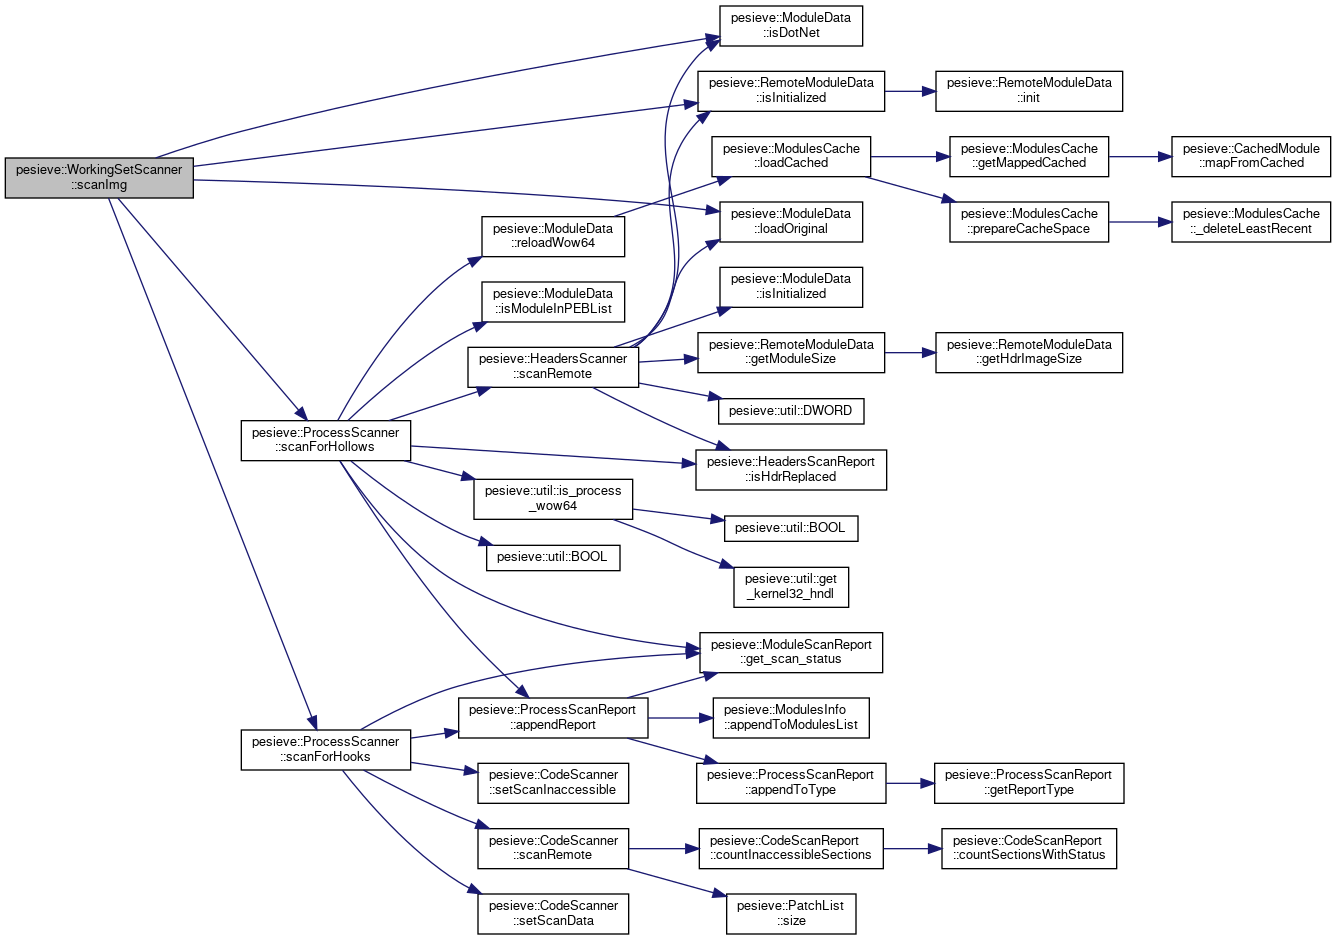 pesieve::WorkingSetScanner
::scanImg
pesieve::ModuleData
::isDotNet
pesieve::RemoteModuleData
::isInitialized
pesieve::RemoteModuleData
::init
pesieve::ModulesCache
::loadCached
pesieve::ModulesCache
::getMappedCached
pesieve::CachedModule
::mapFromCached
pesieve::ModuleData
::loadOriginal
pesieve::ModulesCache
::prepareCacheSpace
pesieve::ModulesCache
::_deleteLeastRecent
pesieve::ModuleData
::reloadWow64
pesieve::ModuleData
::isModuleInPEBList
pesieve::ModuleData
::isInitialized
pesieve::HeadersScanner
::scanRemote
pesieve::RemoteModuleData
::getModuleSize
pesieve::RemoteModuleData
::getHdrImageSize
pesieve::util::DWORD
pesieve::ProcessScanner
::scanForHollows
pesieve::HeadersScanReport
::isHdrReplaced
pesieve::util::is_process
_wow64
pesieve::util::BOOL
pesieve::util::BOOL
pesieve::util::get
_kernel32_hndl
pesieve::ModuleScanReport
::get_scan_status
pesieve::ProcessScanReport
::appendReport
pesieve::ModulesInfo
::appendToModulesList
pesieve::ProcessScanner
::scanForHooks
pesieve::CodeScanner
::setScanInaccessible
pesieve::ProcessScanReport
::appendToType
pesieve::ProcessScanReport
::getReportType
pesieve::CodeScanner
::scanRemote
pesieve::CodeScanReport
::countInaccessibleSections
pesieve::CodeScanReport
::countSectionsWithStatus
pesieve::CodeScanner
::setScanData
pesieve::PatchList
::size